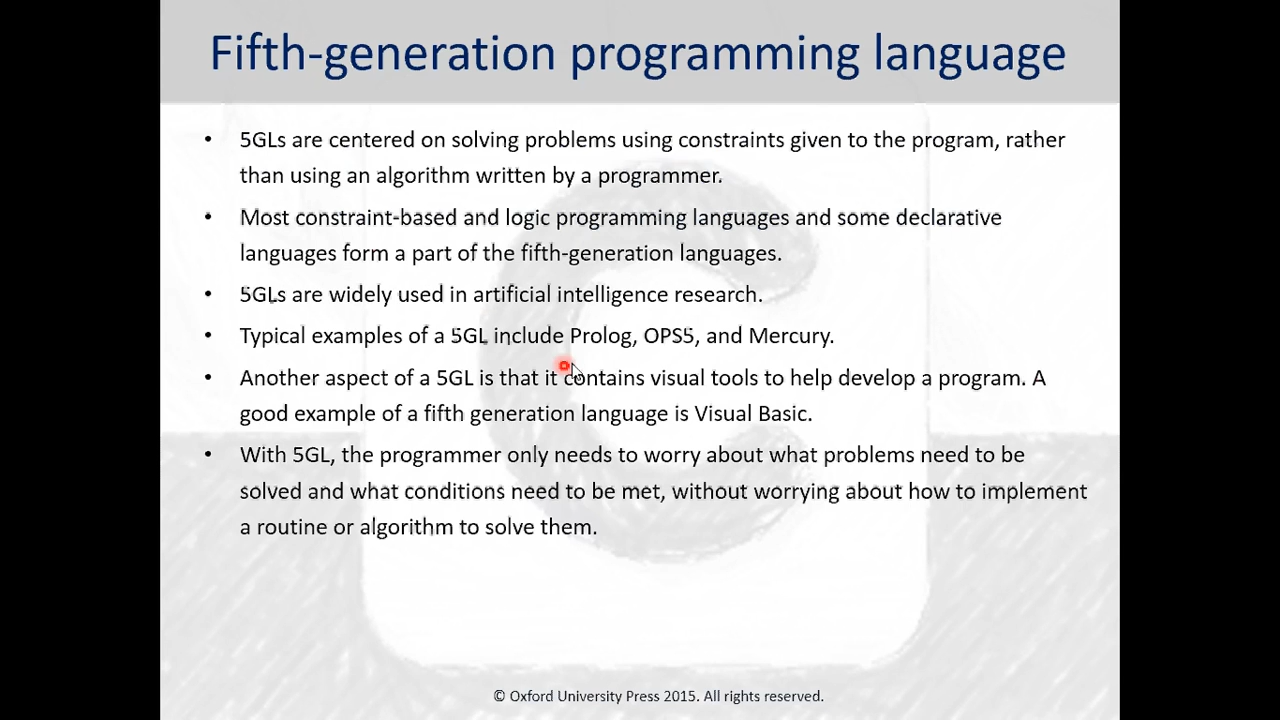 Fifth-generation programming language
• 5GLs are centered on solving problems using constraints given to the program, rather
than using an algorithm written by a programmer.
• Most constraint-based and logic programming languages and some declarative
languages form a part of the fifth-generation languages.
• 5GLs are widely used in artificial intelligence research.
• Typical examples of a 5GL include Prolog, OPS5, and Mercury.
• Another aspect of a 5GL is that it contains visual tools to help develop a program. A
good example of a fifth generation language is Visual Basic.
• With 5GL, the programmer only needs to worry about what problems need to be
solved and what conditions need to be met, without worrying about how to implement
a routine or algorithm to solve them.
© Oxford University Press 2015. All rights reserved.